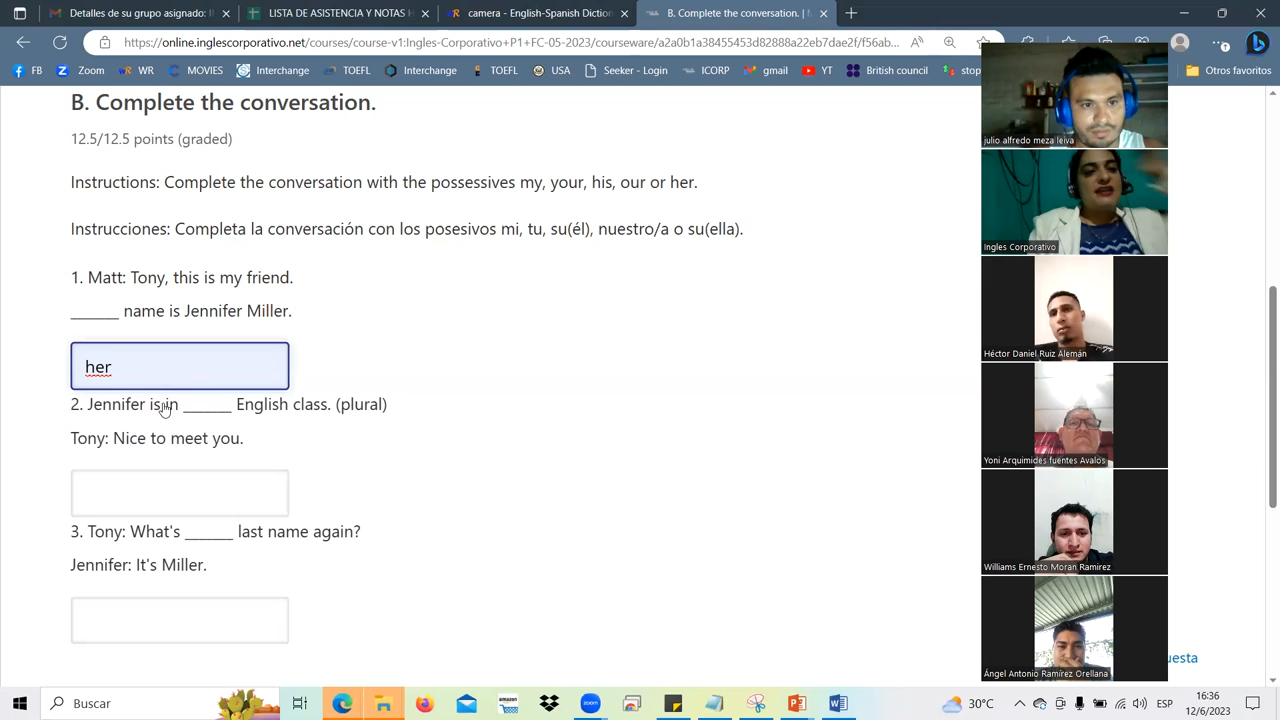 Detalles de su grupo asignado: I
LISTA DE ASISTENCIA Y NOTAS H
camera - English-Spanish Diction
B. Complete the conversation. |
https://online.inglescorporativo.net/courses/course-v1:Ingles-Corporativo+P1+FC-05-2023/courseware/a2a0b1a38455453d82888a22eb7dae2f/f56ab...
FB
Zoom
WR
MOVIES
Interchange
TOEFL
Interchange
TOEFL
USA
Seeker - Login
ICORP
gmail
YT
British council
stop
Otros favoritos
B. Complete the conversation.
12.5/12.5 points (graded)
Instructions: Complete the conversation with the possessives my, your, his, our or her.
Instrucciones: Completa la conversación con los posesivos mi, tu, su(él), nuestro/a o su(ella).
1. Matt: Tony, this is my friend.
______ name is Jennifer Miller.
her
2. Jennifer is in ______ English class. (plural)
Tony: Nice to meet you.
3. Tony: What's ______ last name again?
Jennifer: It's Miller.
uesta
julio alfredo meza leiva
Ingles Corporativo
Héctor Daniel Ruiz Alemán
Yoni Arquimides fuentes Avalos
Williams Ernesto Moran Ramirez
Ángel Antonio Ramírez Orellana
Buscar
amazon
zoom
30°C
ESP
16:36
12/6/2023